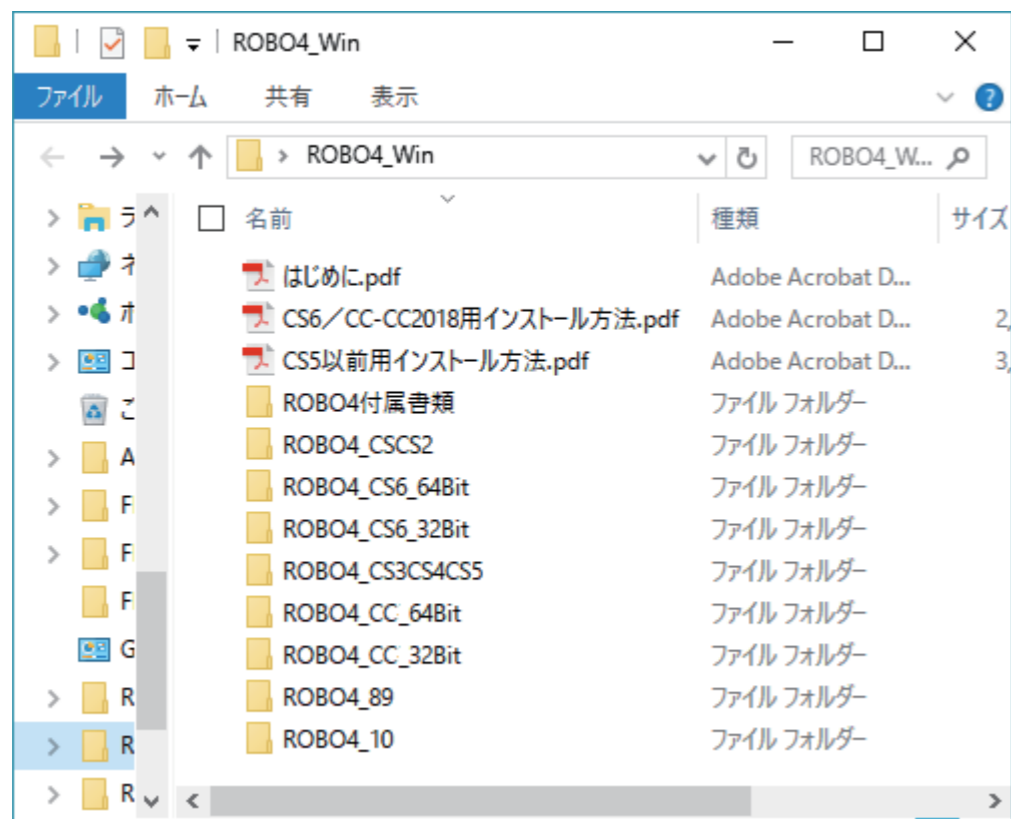 ROBO4_Win
ファイル ホーム 共有 表示
ROBO4_Win ROBO4_W...
名前 種類 サイズ
はじめに.pdf Adobe Acrobat D...
CS6／CC-CC2018用インストール方法.pdf Adobe Acrobat D... 2,
CS5以前用インストール方法.pdf Adobe Acrobat D... 3,
ROBO4付属書類 ファイル フォルダー
ROBO4_CSCS2 ファイル フォルダー
ROBO4_CS6_64Bit ファイル フォルダー
ROBO4_CS6_32Bit ファイル フォルダー
ROBO4_CS3CS4CS5 ファイル フォルダー
ROBO4_CC_64Bit ファイル フォルダー
ROBO4_CC_32Bit ファイル フォルダー
ROBO4_89 ファイル フォルダー
ROBO4_10 ファイル フォルダー
ラ
ネ
ホ
コ
ご
A
F
F
F
G
R
R
R